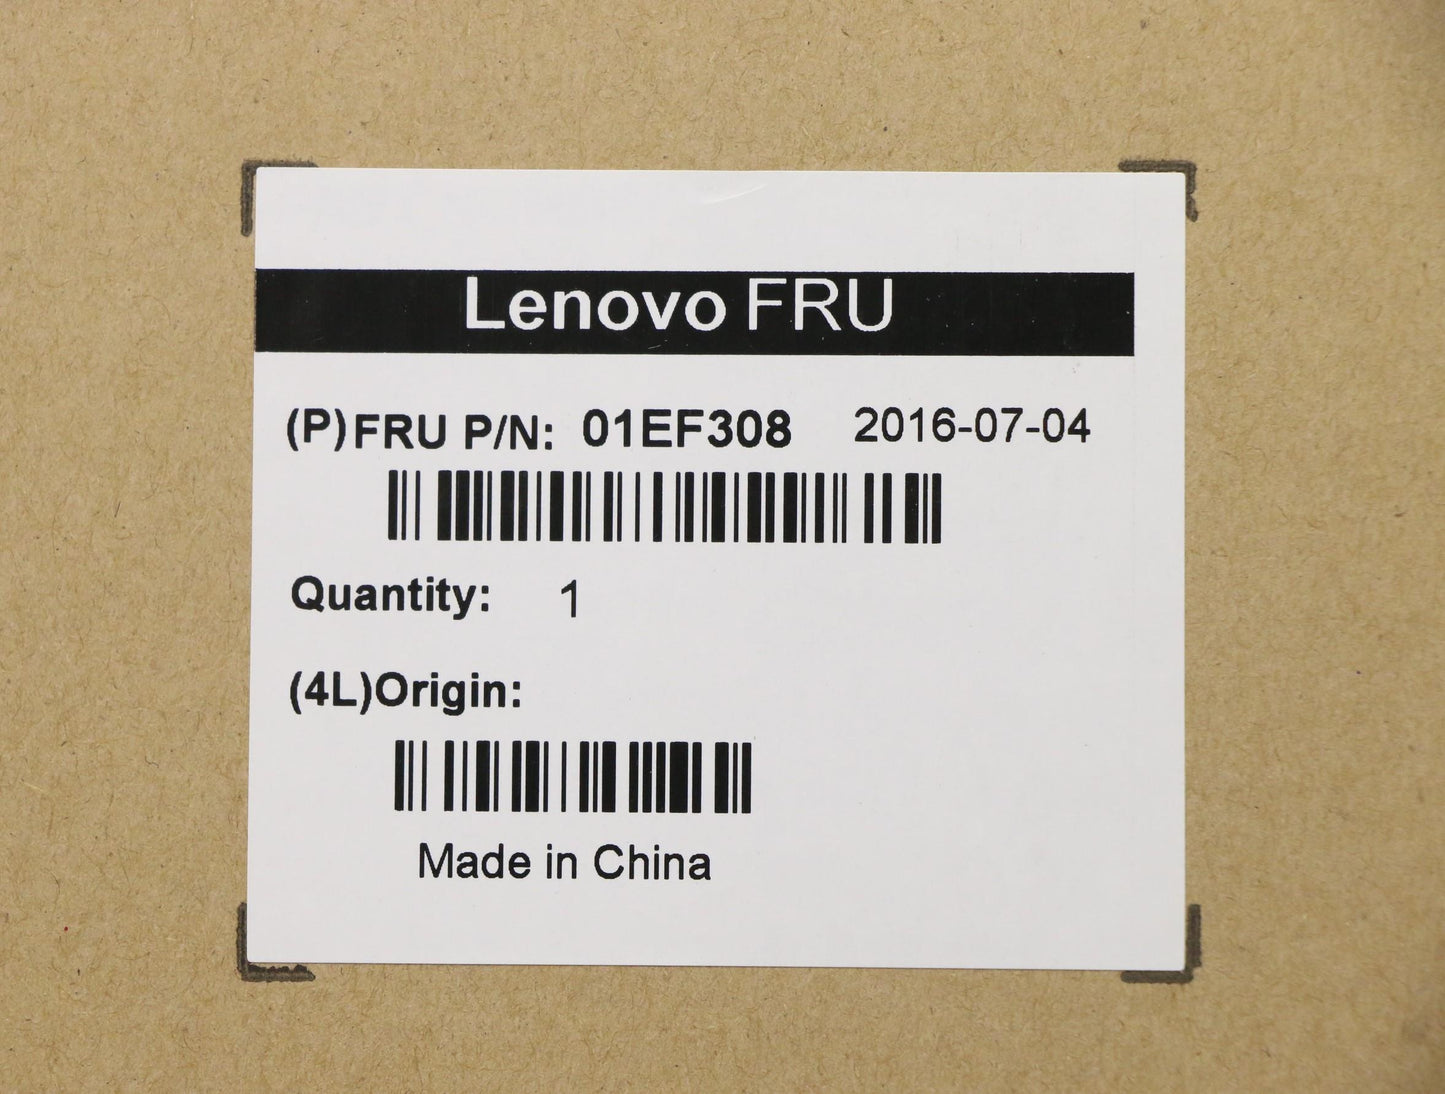 Lenovo FRU
(P)FRU P/N: 01EF308 2016-07-04
Quantity: 1
(4L)Origin:
Made in China